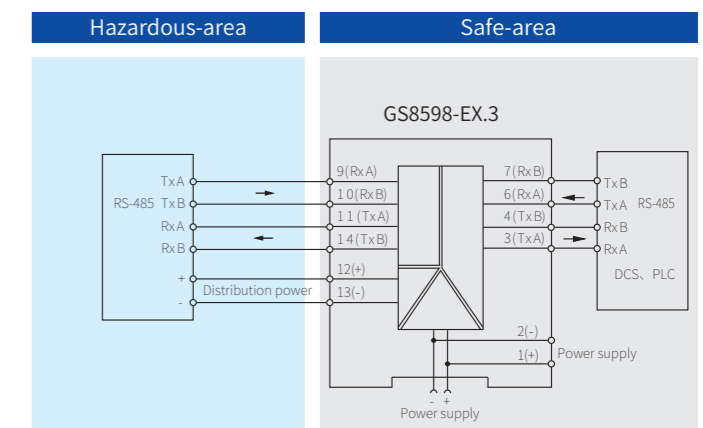 Hazardous-area
Safe-area
GS8598-EX.3
TxA
RS-485 TxB
RxA
RxB
+
-
Distribution power
9(RxA)
10(RxB)
11(TxA)
14(TxB)
12(+)
13(-)
7(RxB)
6(RxA)
4(TxB)
3(TxA)
2(-)
1(+)
Power supply
- +
Power supply
TxB
TxA RS-485
RxB
RxA
DCS、PLC